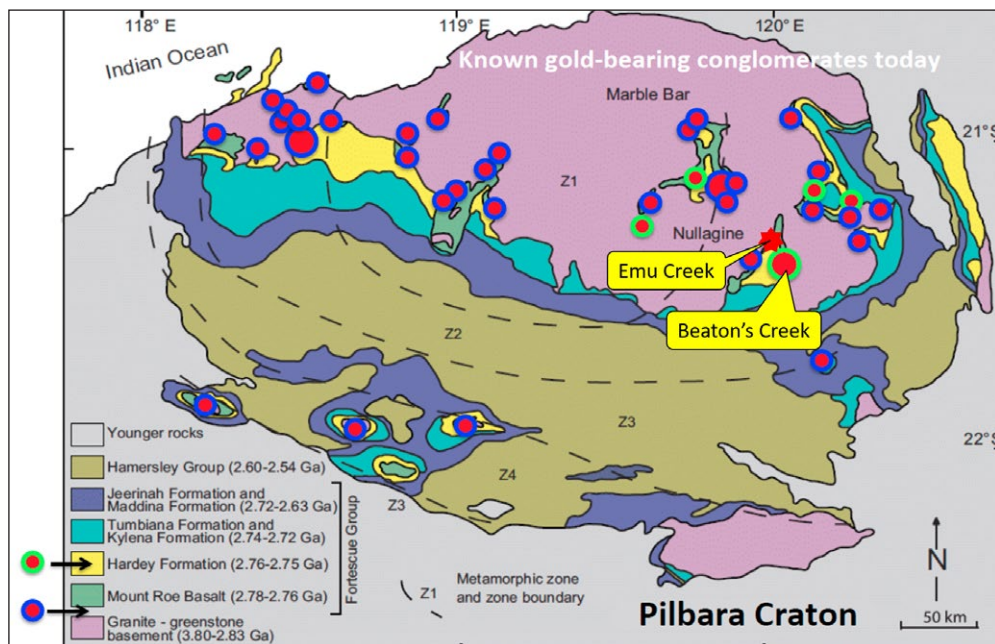 118° E
119° E
120° E
Indian Ocean
Known gold-bearing conglomerates today
Marble Bar
21° S
Z1
Nullagine
Emu Creek
Beaton's Creek
Z2
Z3
22° S
Z4
Z3
Younger rocks
Hamersley Group (2.60-2.54 Ga)
Jeerinah Formation and
Maddina Formation (2.72-2.63 Ga)
Tumbiana Formation and
Kylena Formation (2.74-2.72 Ga)
Hardey Formation (2.76-2.75 Ga)
Mount Roe Basalt (2.78-2.76 Ga)
Granite - greenstone
basement (3.80-2.83 Ga)
Fortescue Group
Z1
Metamorphic zone
and zone boundary
Pilbara Craton
N
50 km